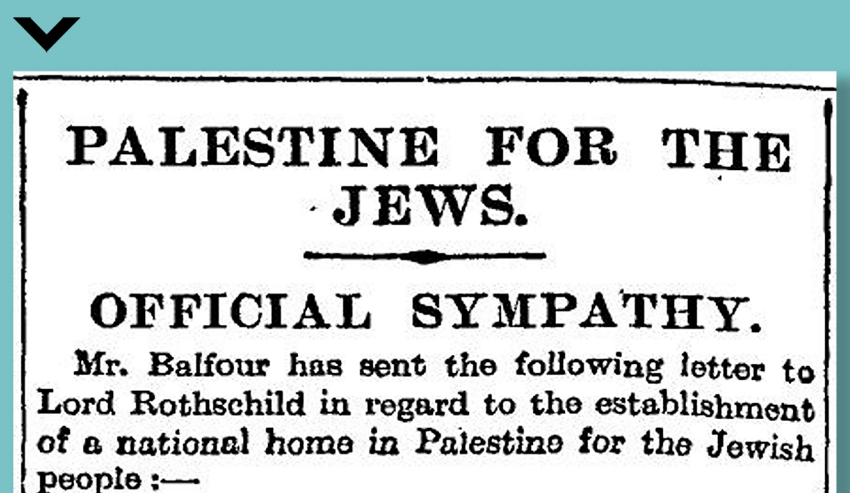 PALESTINE FOR THE
JEWS.
OFFICIAL SYMPATHY.
Mr. Balfour has sent the following letter to
Lord Rothschild in regard to the establishment
of a national home in Palestine for the Jewish
people :—